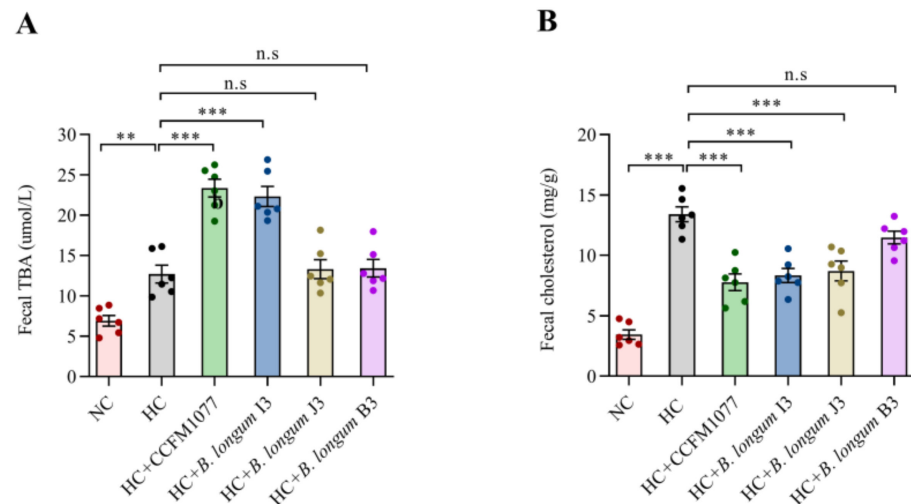 A
n.s
n.s
***
** ***
Fecal TBA (umol/L)
30
25
20
15
10
5
0
NC
HC
HC+CCFM1077
HC+B. longum I3
HC+B. longum J3
HC+B. longum B3
B
n.s
***
***
*** ***
Fecal cholesterol (mg/g)
20
15
10
5
0
NC
HC
HC+CCFM1077
HC+B. longum I3
HC+B. longum J3
HC+B. longum B3